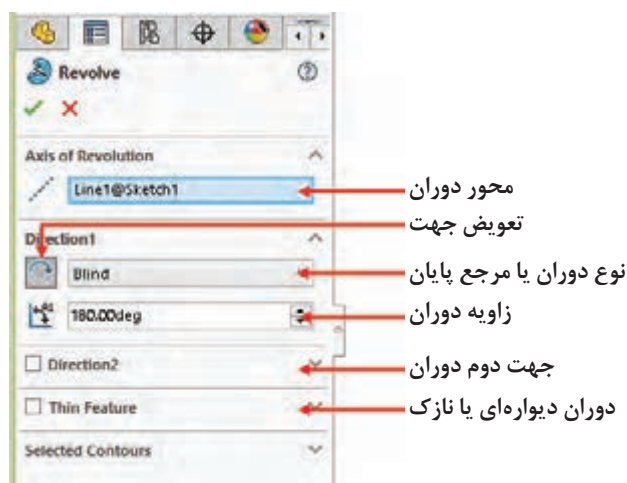 Revolve
Axis of Revolution
Line1@Sketch1
محور دوران
تعویض جهت
Direction1
Blind
نوع دوران یا مرجع پایان
180.00deg
زاویه دوران
Direction2
جهت دوم دوران
Thin Feature
دوران دیواره‌ای یا نازک
Selected Contours